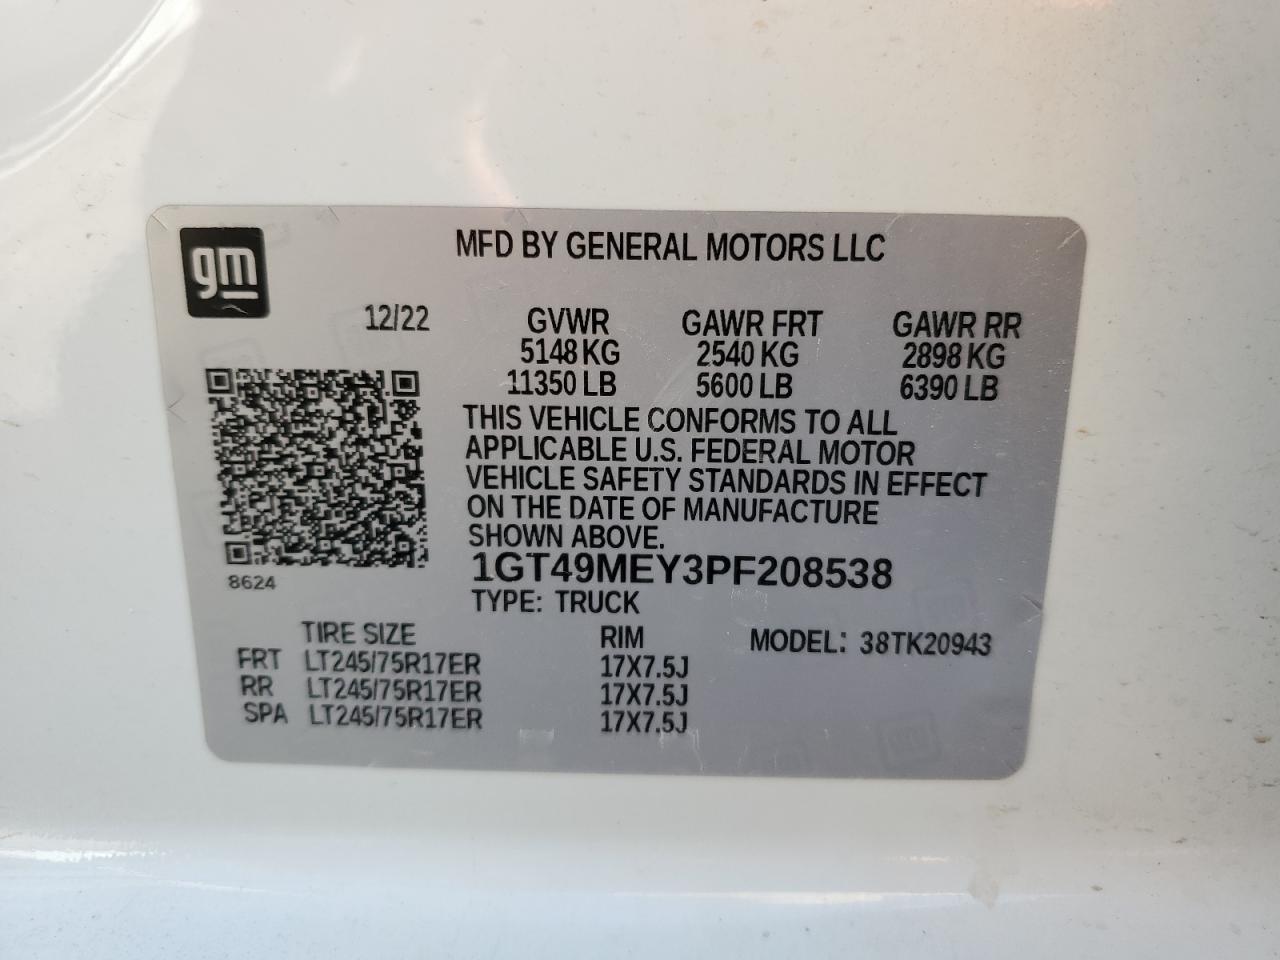 gm
MFD BY GENERAL MOTORS LLC
12/22 GVWR GAWR FRT GAWR RR
5148 KG 2540 KG 2898 KG
11350 LB 5600 LB 6390 LB
THIS VEHICLE CONFORMS TO ALL
APPLICABLE U.S. FEDERAL MOTOR
VEHICLE SAFETY STANDARDS IN EFFECT
ON THE DATE OF MANUFACTURE
SHOWN ABOVE.
8624
1GT49MEY3PF208538
TYPE: TRUCK
TIRE SIZE RIM MODEL: 38TK20943
FRT LT245/75R17ER 17X7.5J
RR LT245/75R17ER 17X7.5J
SPA LT245/75R17ER 17X7.5J